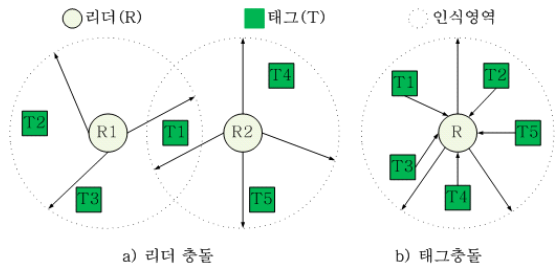 리더(R) 태그(T) 인식영역
T4
T1 T2
T2 R1 T1 R2 R T5
T3
T3 T5 T4
a) 리더 충돌 b) 태그충돌